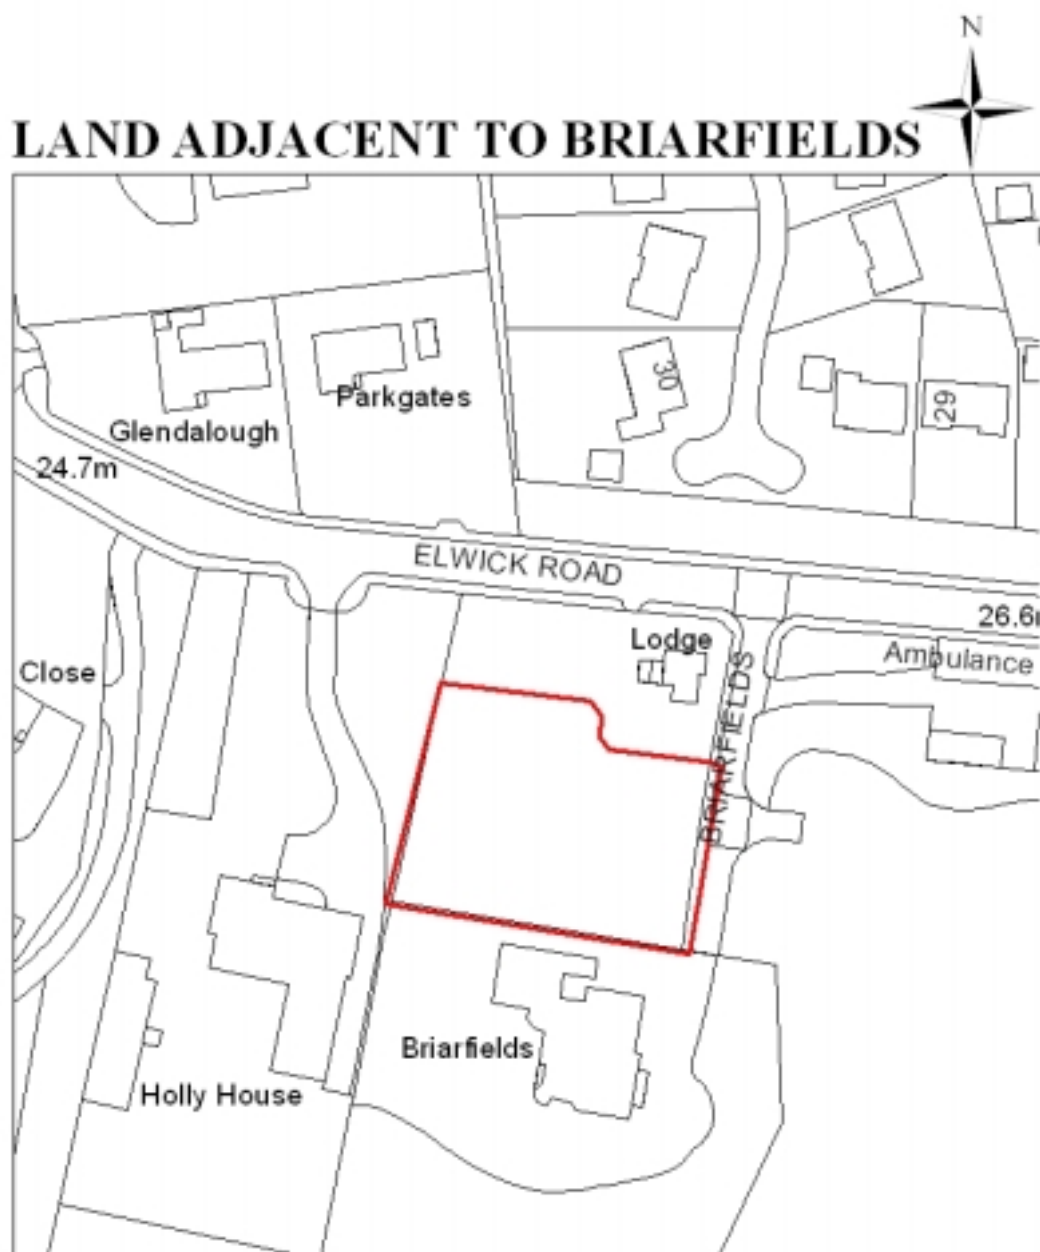 N
LAND ADJACENT TO BRIARFIELDS
30
Parkgates
29
Glendalough
24.7m
ELWICK ROAD
26.6
Lodge
Ambulance
Close
BRIARFIELDS
Briarfields
Holly House